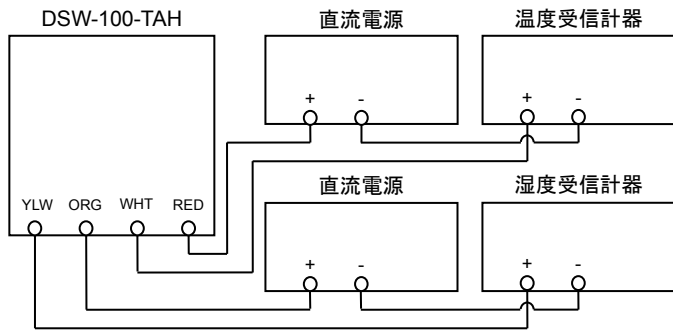 DSW-100-TAH
直流電源
温度受信計器
+ -
+ -
YLW ORG WHT RED
直流電源
湿度受信計器
+ -
+ -